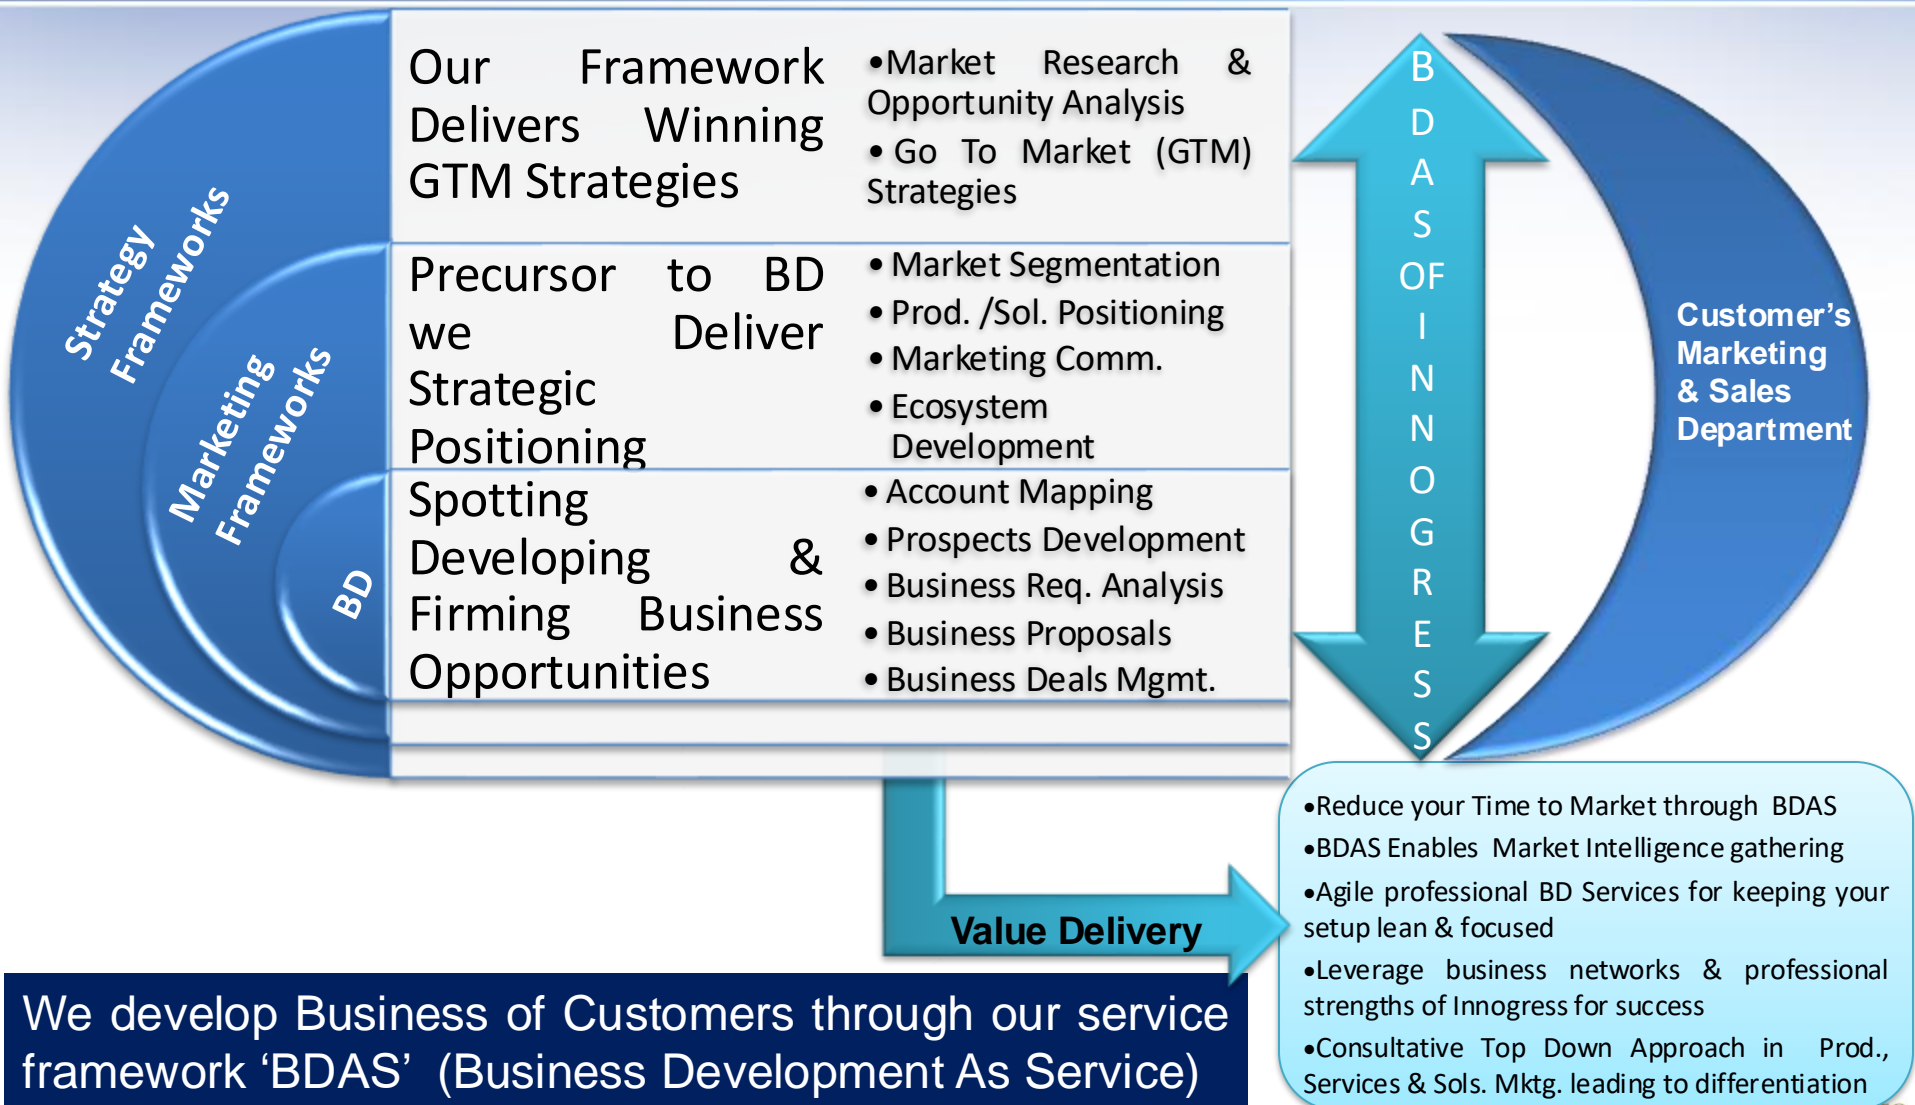 Strategy
Frameworks
Marketing
Frameworks
BD
Our Framework
Delivers Winning
GTM Strategies
•Market Research &
Opportunity Analysis
• Go To Market (GTM)
Strategies
Precursor to BD
we Deliver
Strategic
Positioning
• Market Segmentation
• Prod. /Sol. Positioning
• Marketing Comm.
• Ecosystem
Development
Spotting
Developing &
Firming Business
Opportunities
• Account Mapping
• Prospects Development
• Business Req. Analysis
• Business Proposals
• Business Deals Mgmt.
B
D
A
S
OF
I
N
N
O
G
R
E
S
S
Customer’s
Marketing
& Sales
Department
Value Delivery
•Reduce your Time to Market through BDAS
•BDAS Enables Market Intelligence gathering
•Agile professional BD Services for keeping your
setup lean & focused
•Leverage business networks & professional
strengths of Innogress for success
•Consultative Top Down Approach in Prod.,
Services & Sols. Mktg. leading to differentiation
We develop Business of Customers through our service
framework ‘BDAS’ (Business Development As Service)